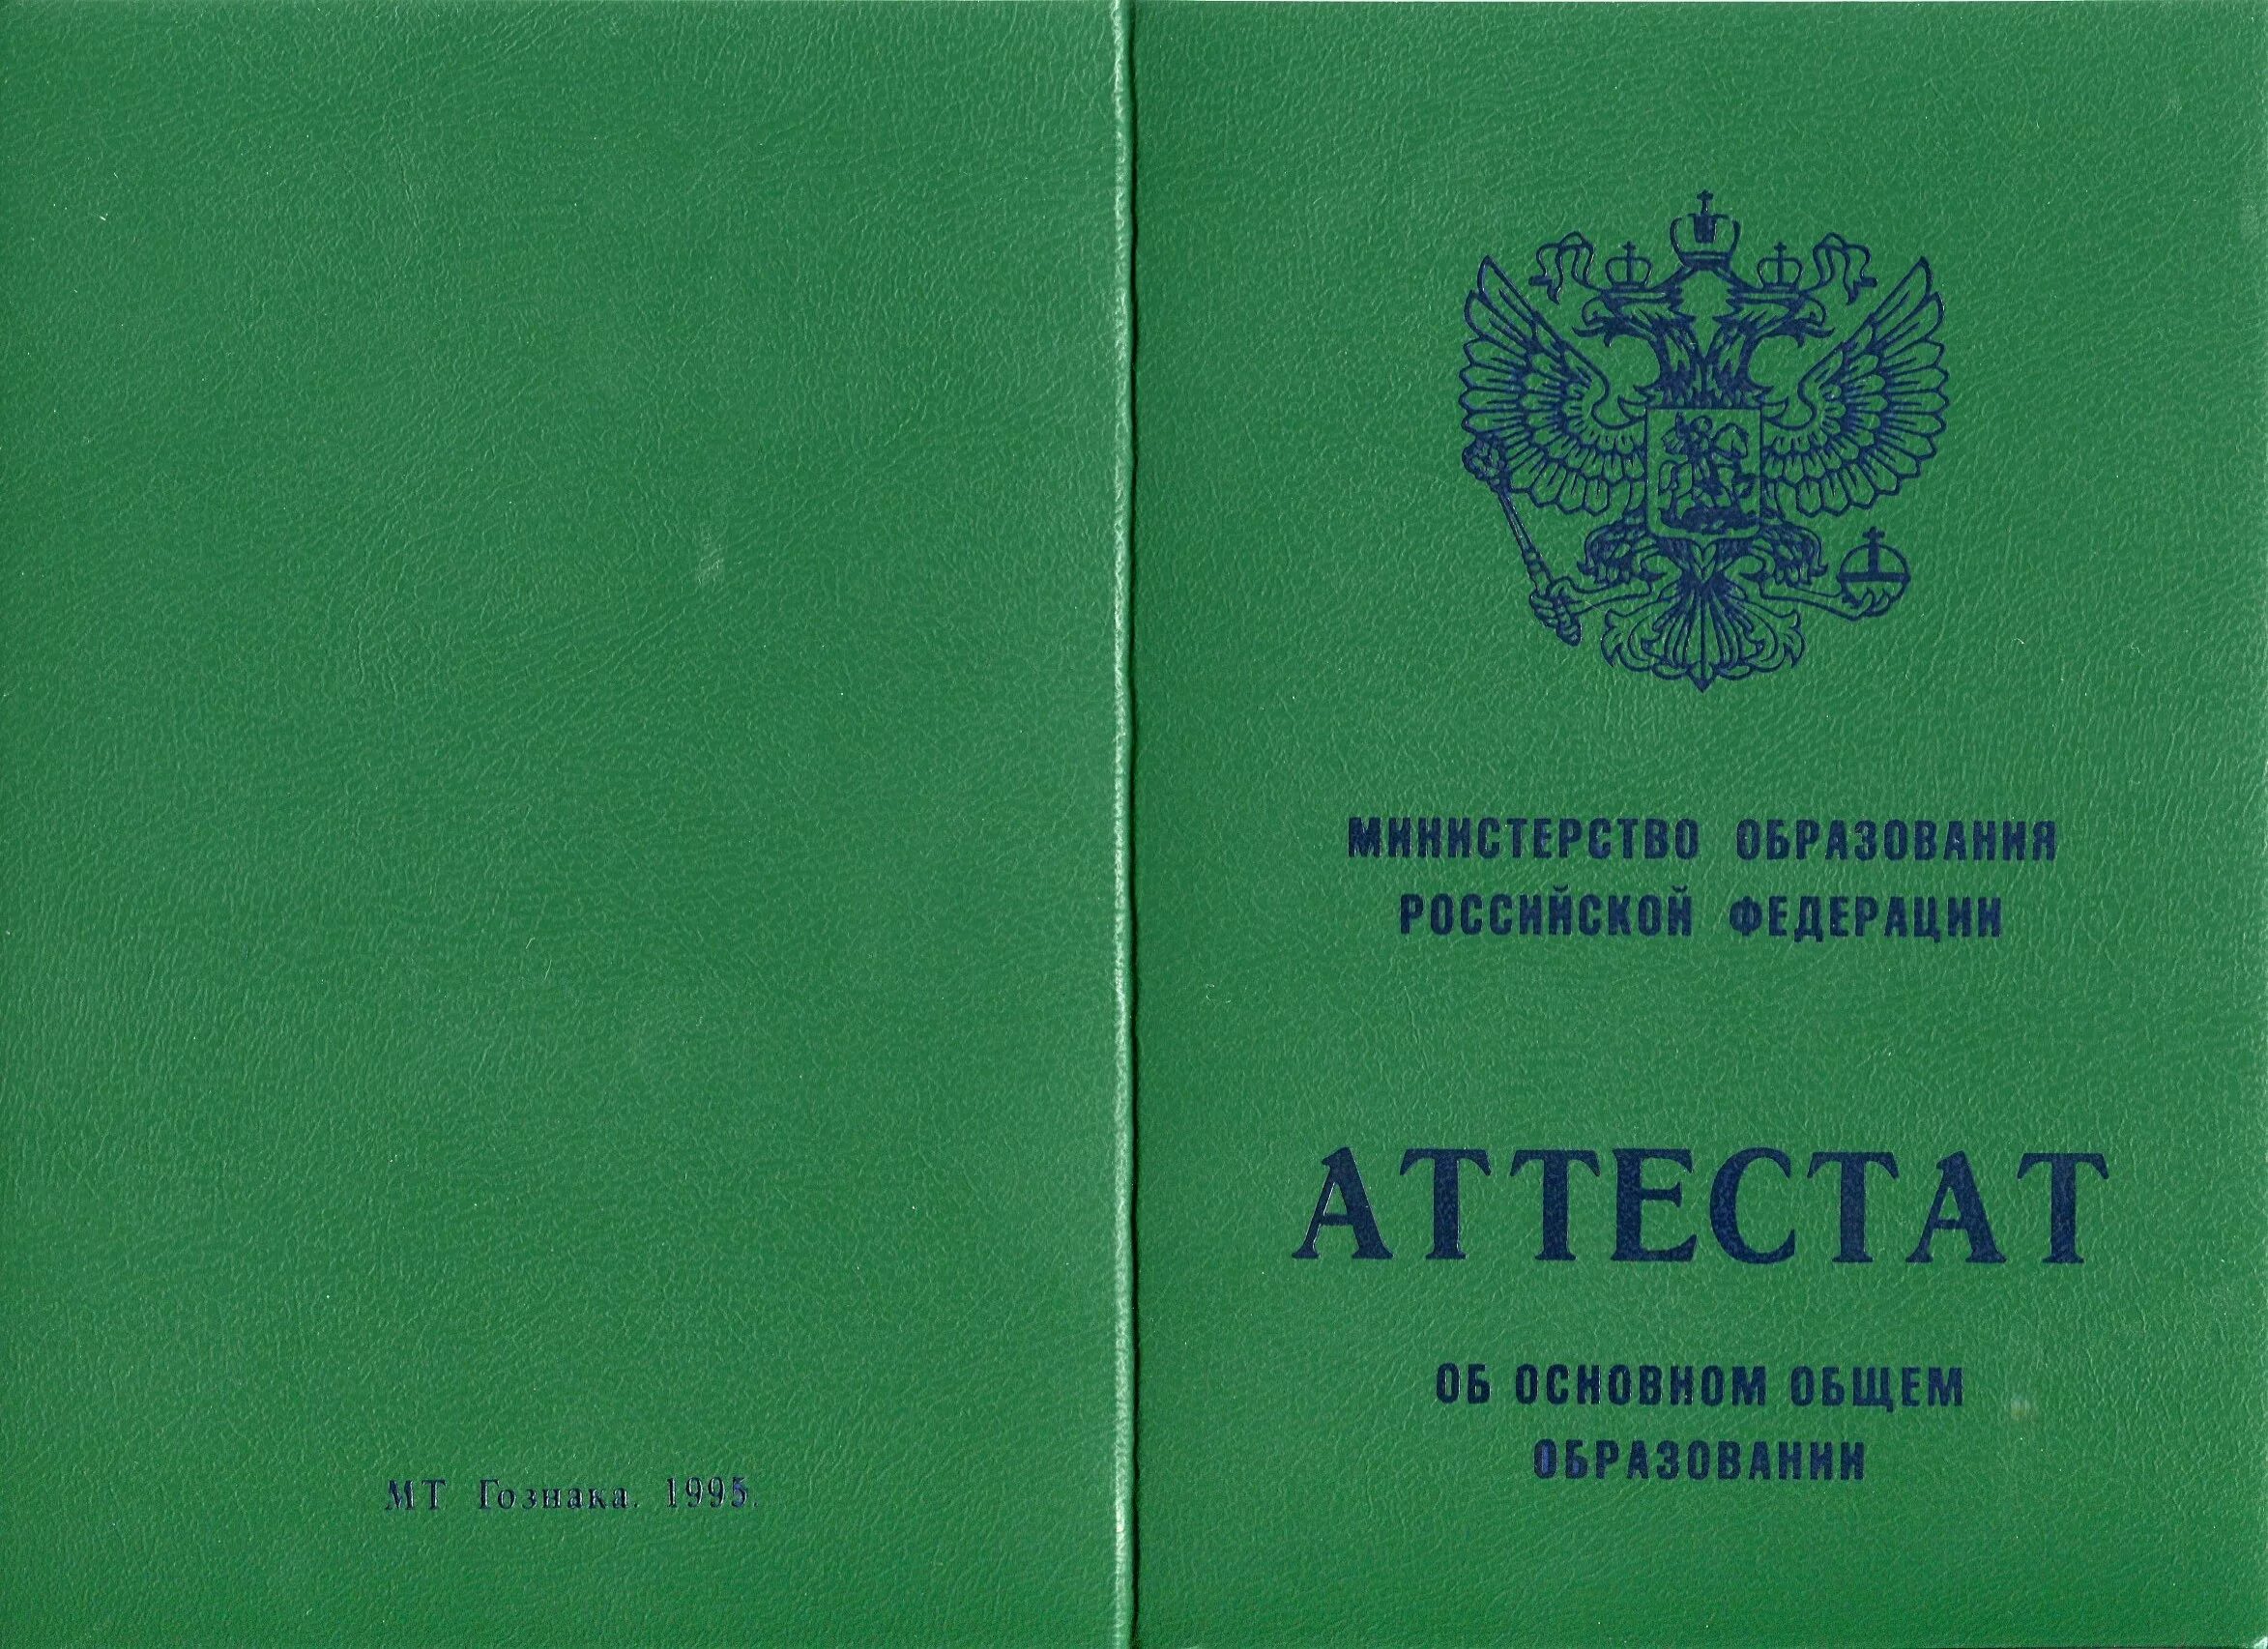 МТ Гознака. 1995.
МИНИСТЕРСТВО ОБРАЗОВАНИЯ
РОССИЙСКОЙ ФЕДЕРАЦИИ
АТТЕСТАТ
ОБ ОСНОВНОМ ОБЩЕМ
ОБРАЗОВАНИИ